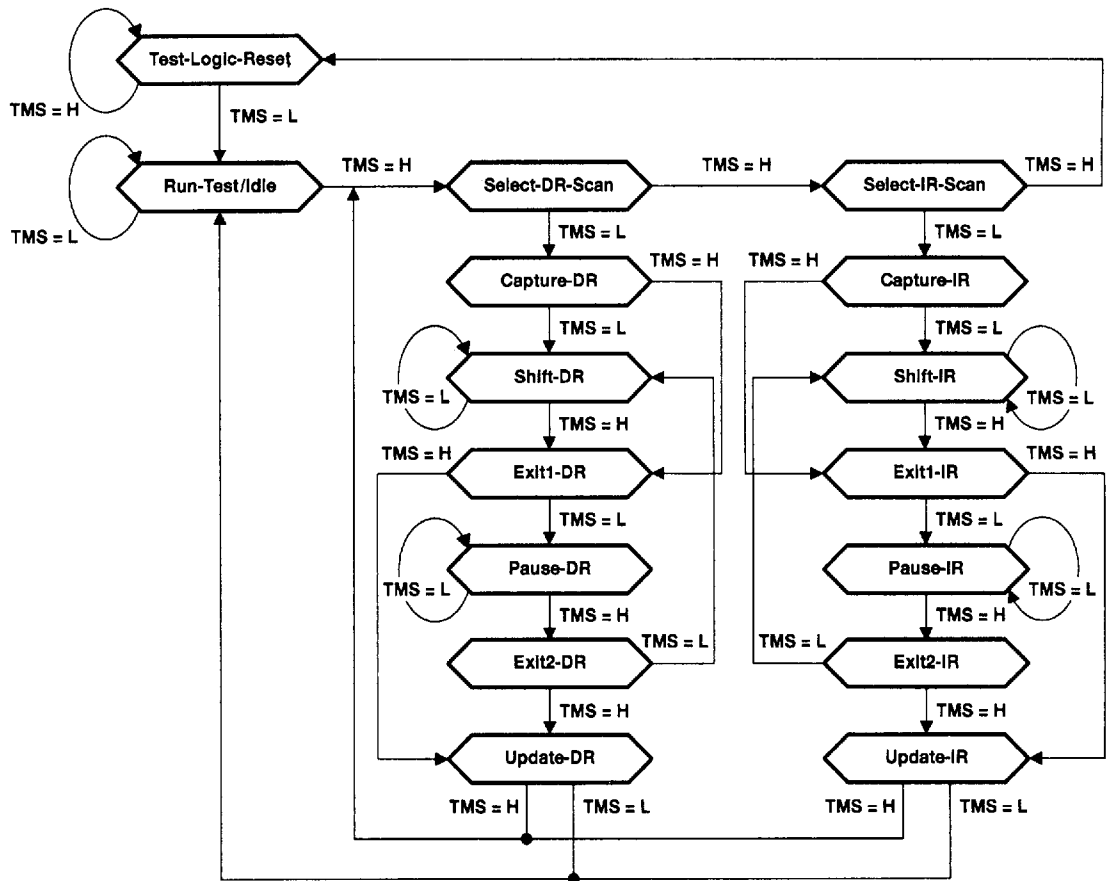 Test-Logic-Reset
TMS = H
TMS = L
TMS = H
TMS = H
TMS = H
Run-Test/Idle
Select-DR-Scan
Select-IR-Scan
TMS = L
TMS = L
TMS = L
TMS = H
TMS = H
Capture-DR
Capture-IR
TMS = L
TMS = L
Shift-DR
Shift-IR
TMS = L
TMS = L
TMS = H
TMS = H
TMS = H
TMS = H
Exit1-DR
Exit1-IR
TMS = L
TMS = L
Pause-DR
Pause-IR
TMS = L
TMS = L
TMS = H
TMS = H
TMS = L
TMS = L
Exit2-DR
Exit2-IR
TMS = H
TMS = H
Update-DR
Update-IR
TMS = H
TMS = L
TMS = H
TMS = L